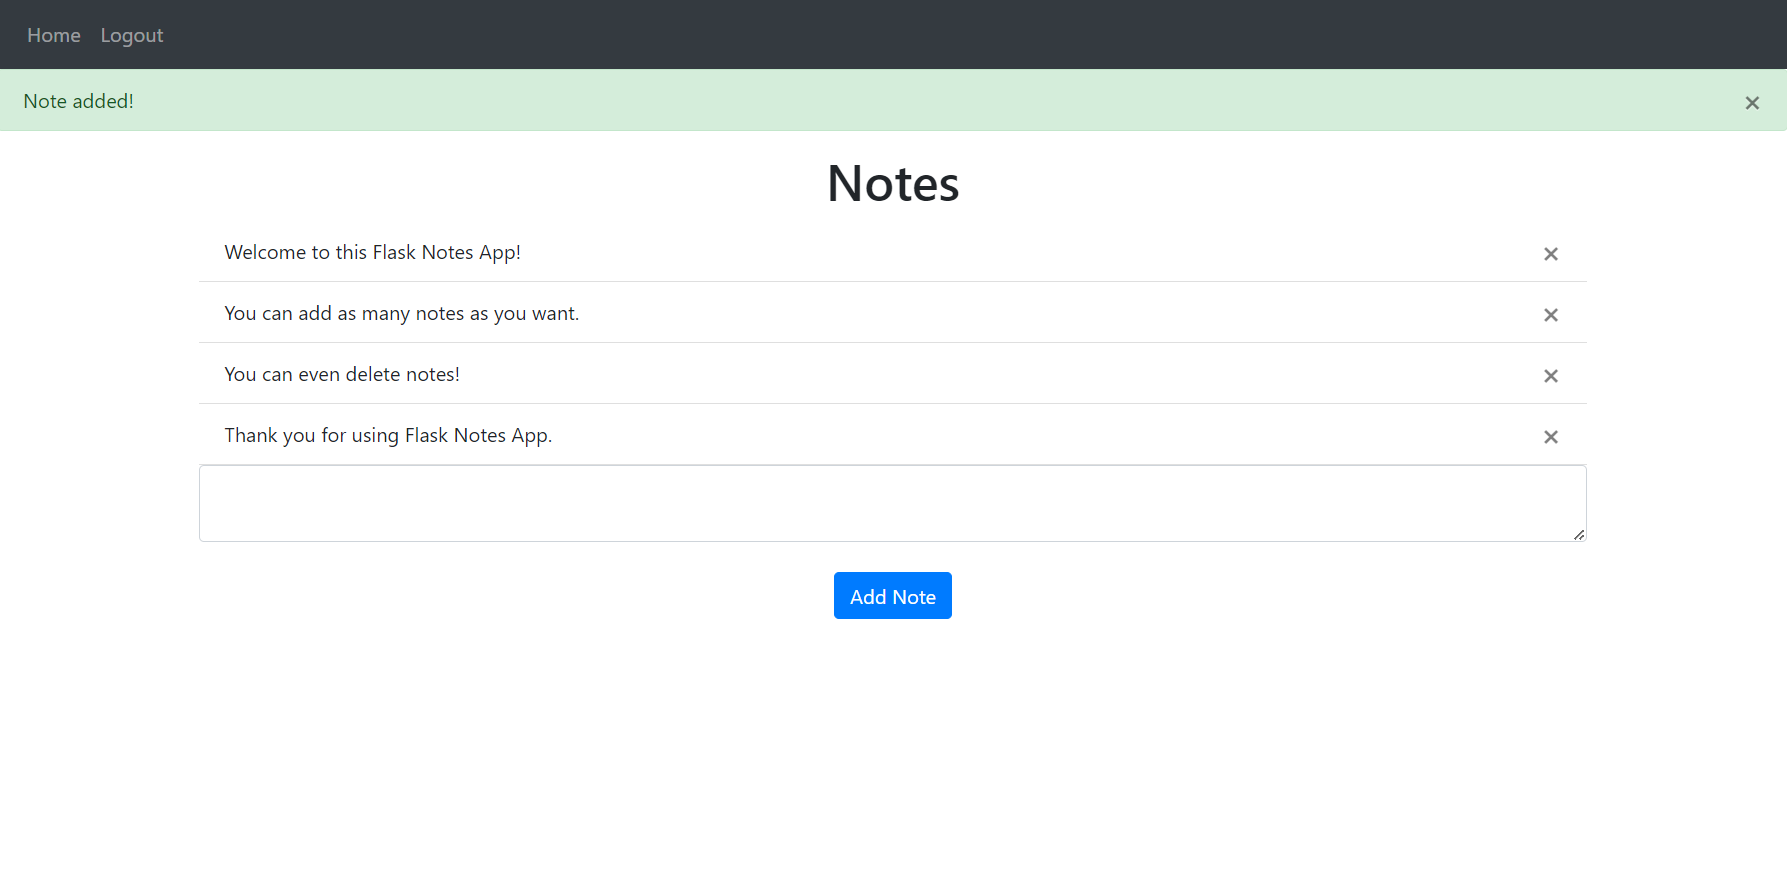 Home Logout
Note added!
Notes
Welcome to this Flask Notes App!
You can add as many notes as you want.
You can even delete notes!
Thank you for using Flask Notes App.
Add Note